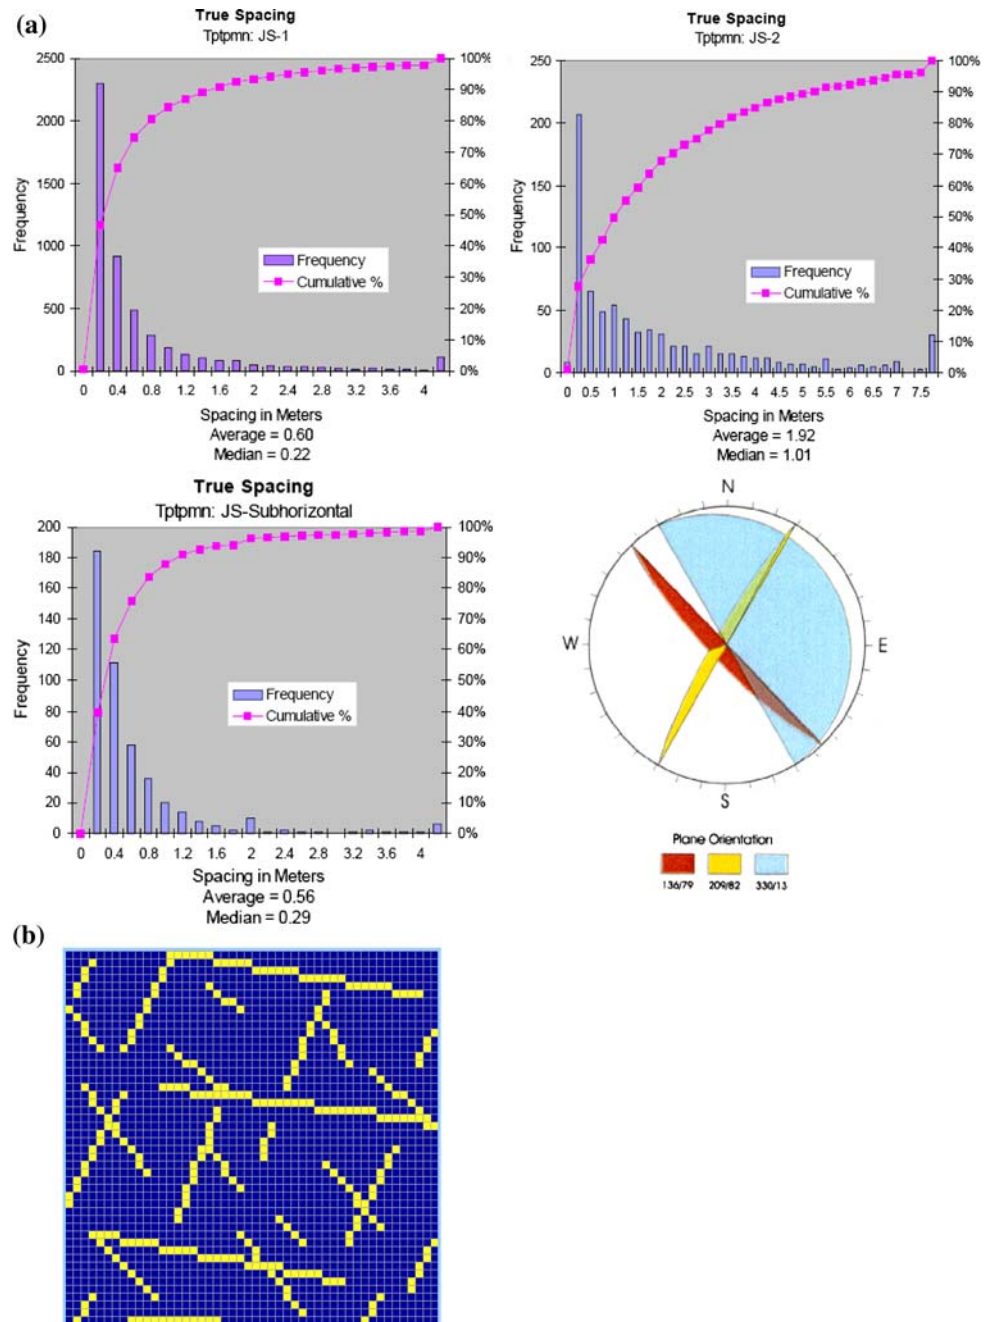 (a)
True Spacing
Tptpmn: JS-1
2500
2000
1500
1000
500
0
100%
90%
80%
70%
60%
50%
40%
30%
20%
10%
0%
Frequency
Frequency
Cumulative %
0 0.4 0.8 1.2 1.6 2 2.4 2.8 3.2 3.6 4
Spacing in Meters
Average = 0.60
Median = 0.22
True Spacing
Tptpmn: JS-2
250
200
150
100
50
0
100%
90%
80%
70%
60%
50%
40%
30%
20%
10%
0%
Frequency
Frequency
Cumulative %
0 0.5 1 1.5 2 2.5 3 3.5 4 4.5 5 5.5 6 6.5 7 7.5
Spacing in Meters
Average = 1.92
Median = 1.01
True Spacing
Tptpmn: JS-Subhorizontal
200
180
160
140
120
100
80
60
40
20
0
100%
90%
80%
70%
60%
50%
40%
30%
20%
10%
0%
Frequency
Frequency
Cumulative %
0 0.4 0.8 1.2 1.6 2 2.4 2.8 3.2 3.6 4
Spacing in Meters
Average = 0.56
Median = 0.29
N
W
E
S
Plane Orientation
136/79 209/82 330/13
(b)